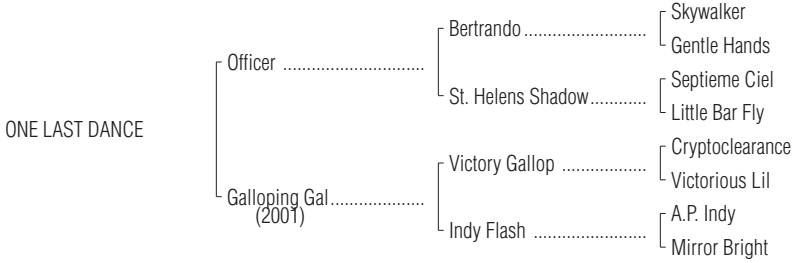 Skywalker
Bertrando ............................
Gentle Hands
Officer ................................
Septieme Ciel
St. Helens Shadow.............
Little Bar Fly
ONE LAST DANCE
Cryptoclearance
Victory Gallop ...................
Victorious Lil
Galloping Gal.....................
(2001)
A.P. Indy
Indy Flash .........................
Mirror Bright